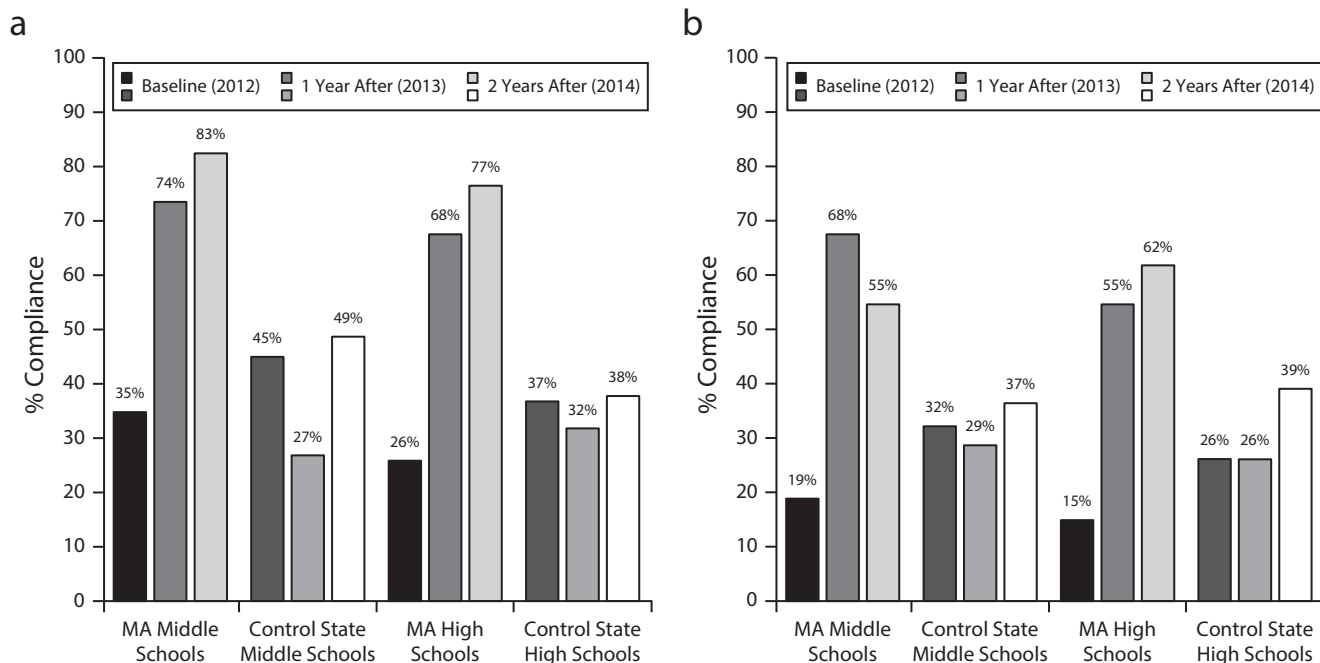 a
100
90
80
70
60
50
40
30
20
10
0
% Compliance
Baseline (2012) 1 Year After (2013) 2 Years After (2014)
35%
74%
83%
45%
27%
49%
26%
68%
77%
37%
32%
38%
MA Middle
Schools
Control State
Middle Schools
MA High
Schools
Control State
High Schools
b
100
90
80
70
60
50
40
30
20
10
0
% Compliance
Baseline (2012) 1 Year After (2013) 2 Years After (2014)
19%
68%
55%
32%
29%
37%
15%
55%
62%
26%
26%
39%
MA Middle
Schools
Control State
Middle Schools
MA High
Schools
Control State
High Schools